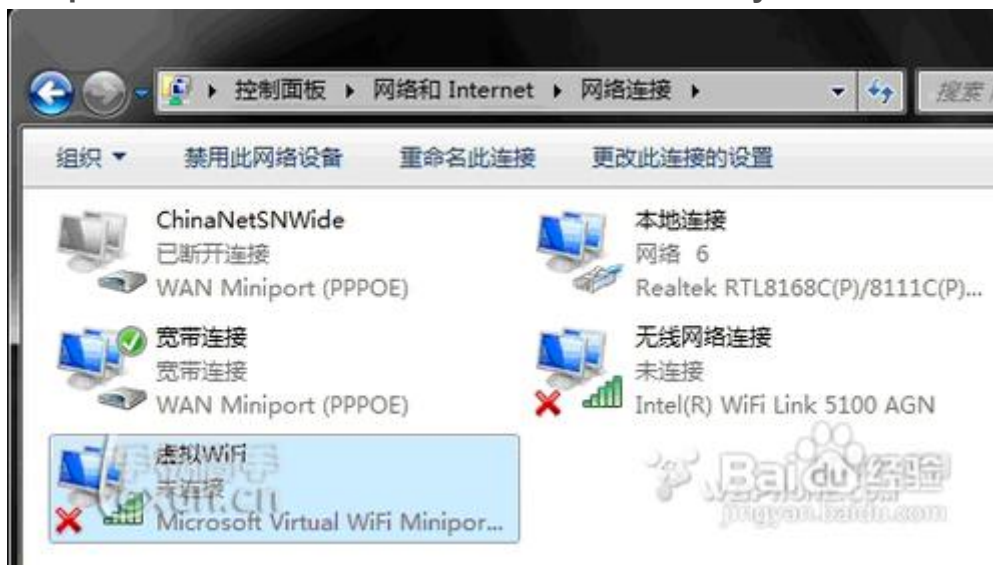 控制面板 网络和 Internet 网络连接
组织 禁用此网络设备 重命名此连接 更改此连接的设置
ChinaNetSNWide
已断开连接
WAN Miniport (PPPOE)
本地连接
网络 6
Realtek RTL8168C(P)/8111C(P)...
宽带连接
宽带连接
WAN Miniport (PPPOE)
无线网络连接
未连接
Intel(R) WiFi Link 5100 AGN
虚拟WiFi
未连接
Microsoft Virtual WiFi Minipor...
Baidu经验
jingyan.baidu.com